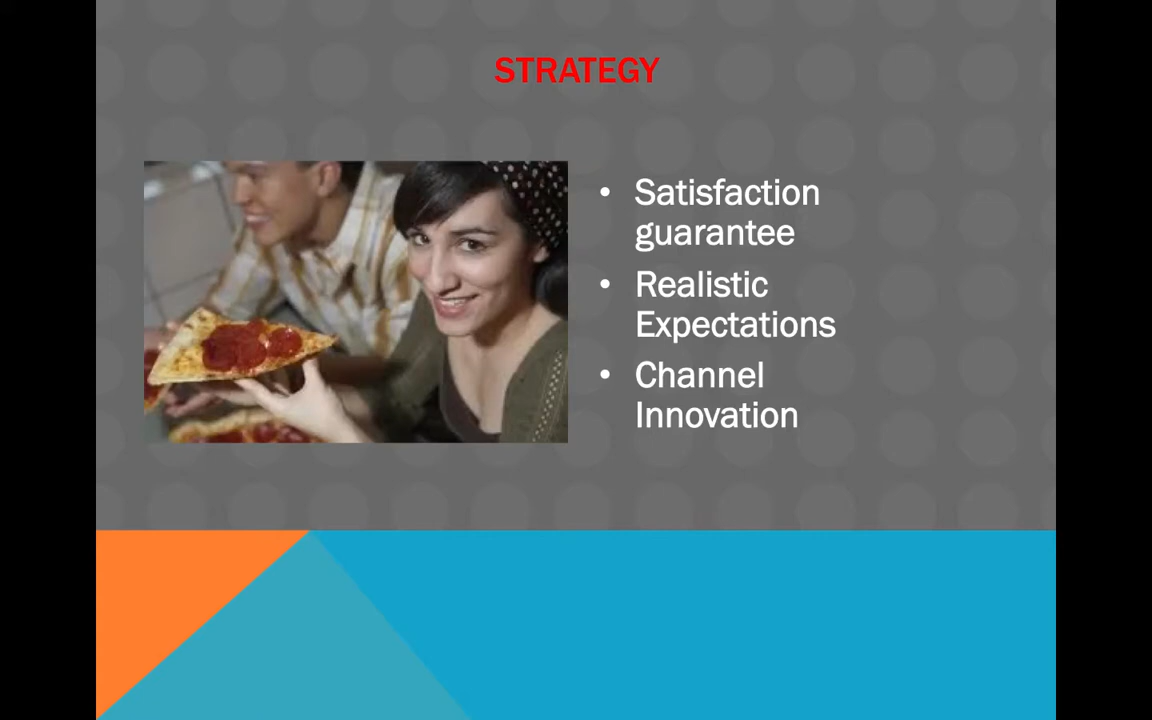 STRATEGY
• Satisfaction
guarantee
• Realistic
Expectations
• Channel
Innovation